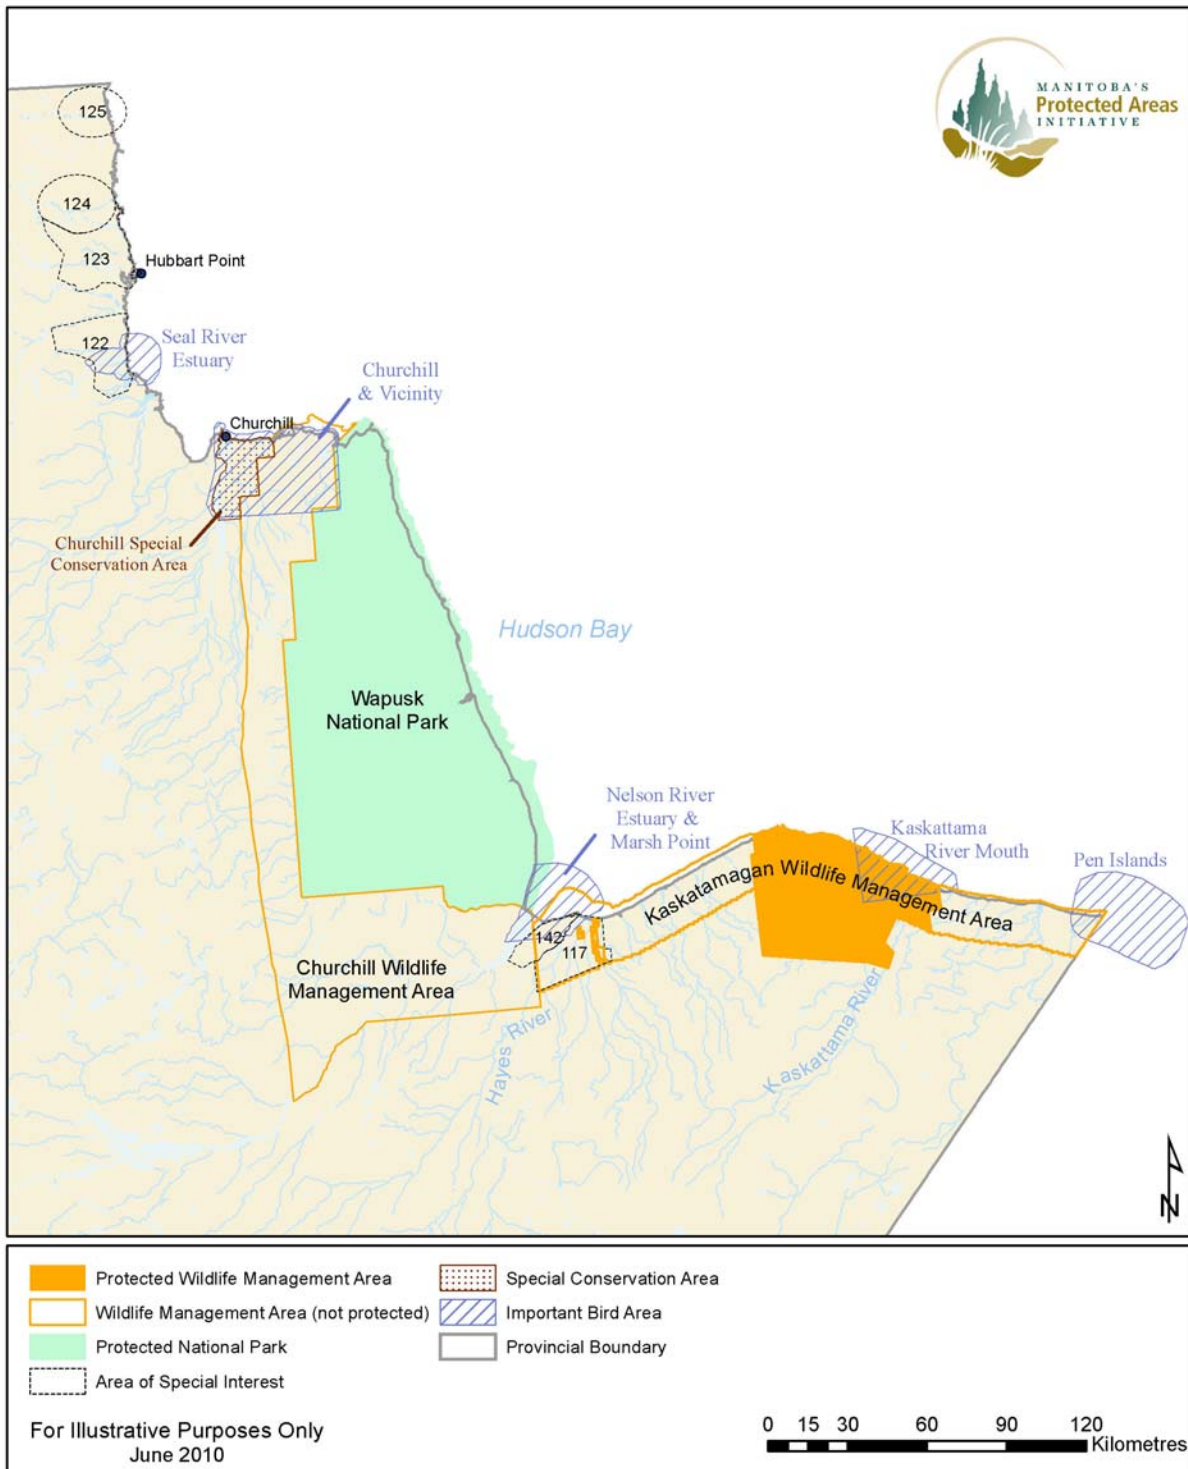 MANITOBA'S
Protected Areas
INITIATIVE
125
124
123
Hubbart Point
122
Seal River
Estuary
Churchill
& Vicinity
Churchill
Churchill Special
Conservation Area
Hudson Bay
Wapusk
National Park
Nelson River
Estuary &
Marsh Point
Kaskattama
River Mouth
Pen Islands
Kaskatamagan Wildlife Management Area
142
117
Churchill Wildlife
Management Area
Hayes River
Kaskattama River
N
Protected Wildlife Management Area
Wildlife Management Area (not protected)
Protected National Park
Area of Special Interest
Special Conservation Area
Important Bird Area
Provincial Boundary
For Illustrative Purposes Only
June 2010
0 15 30 60 90 120
Kilometres